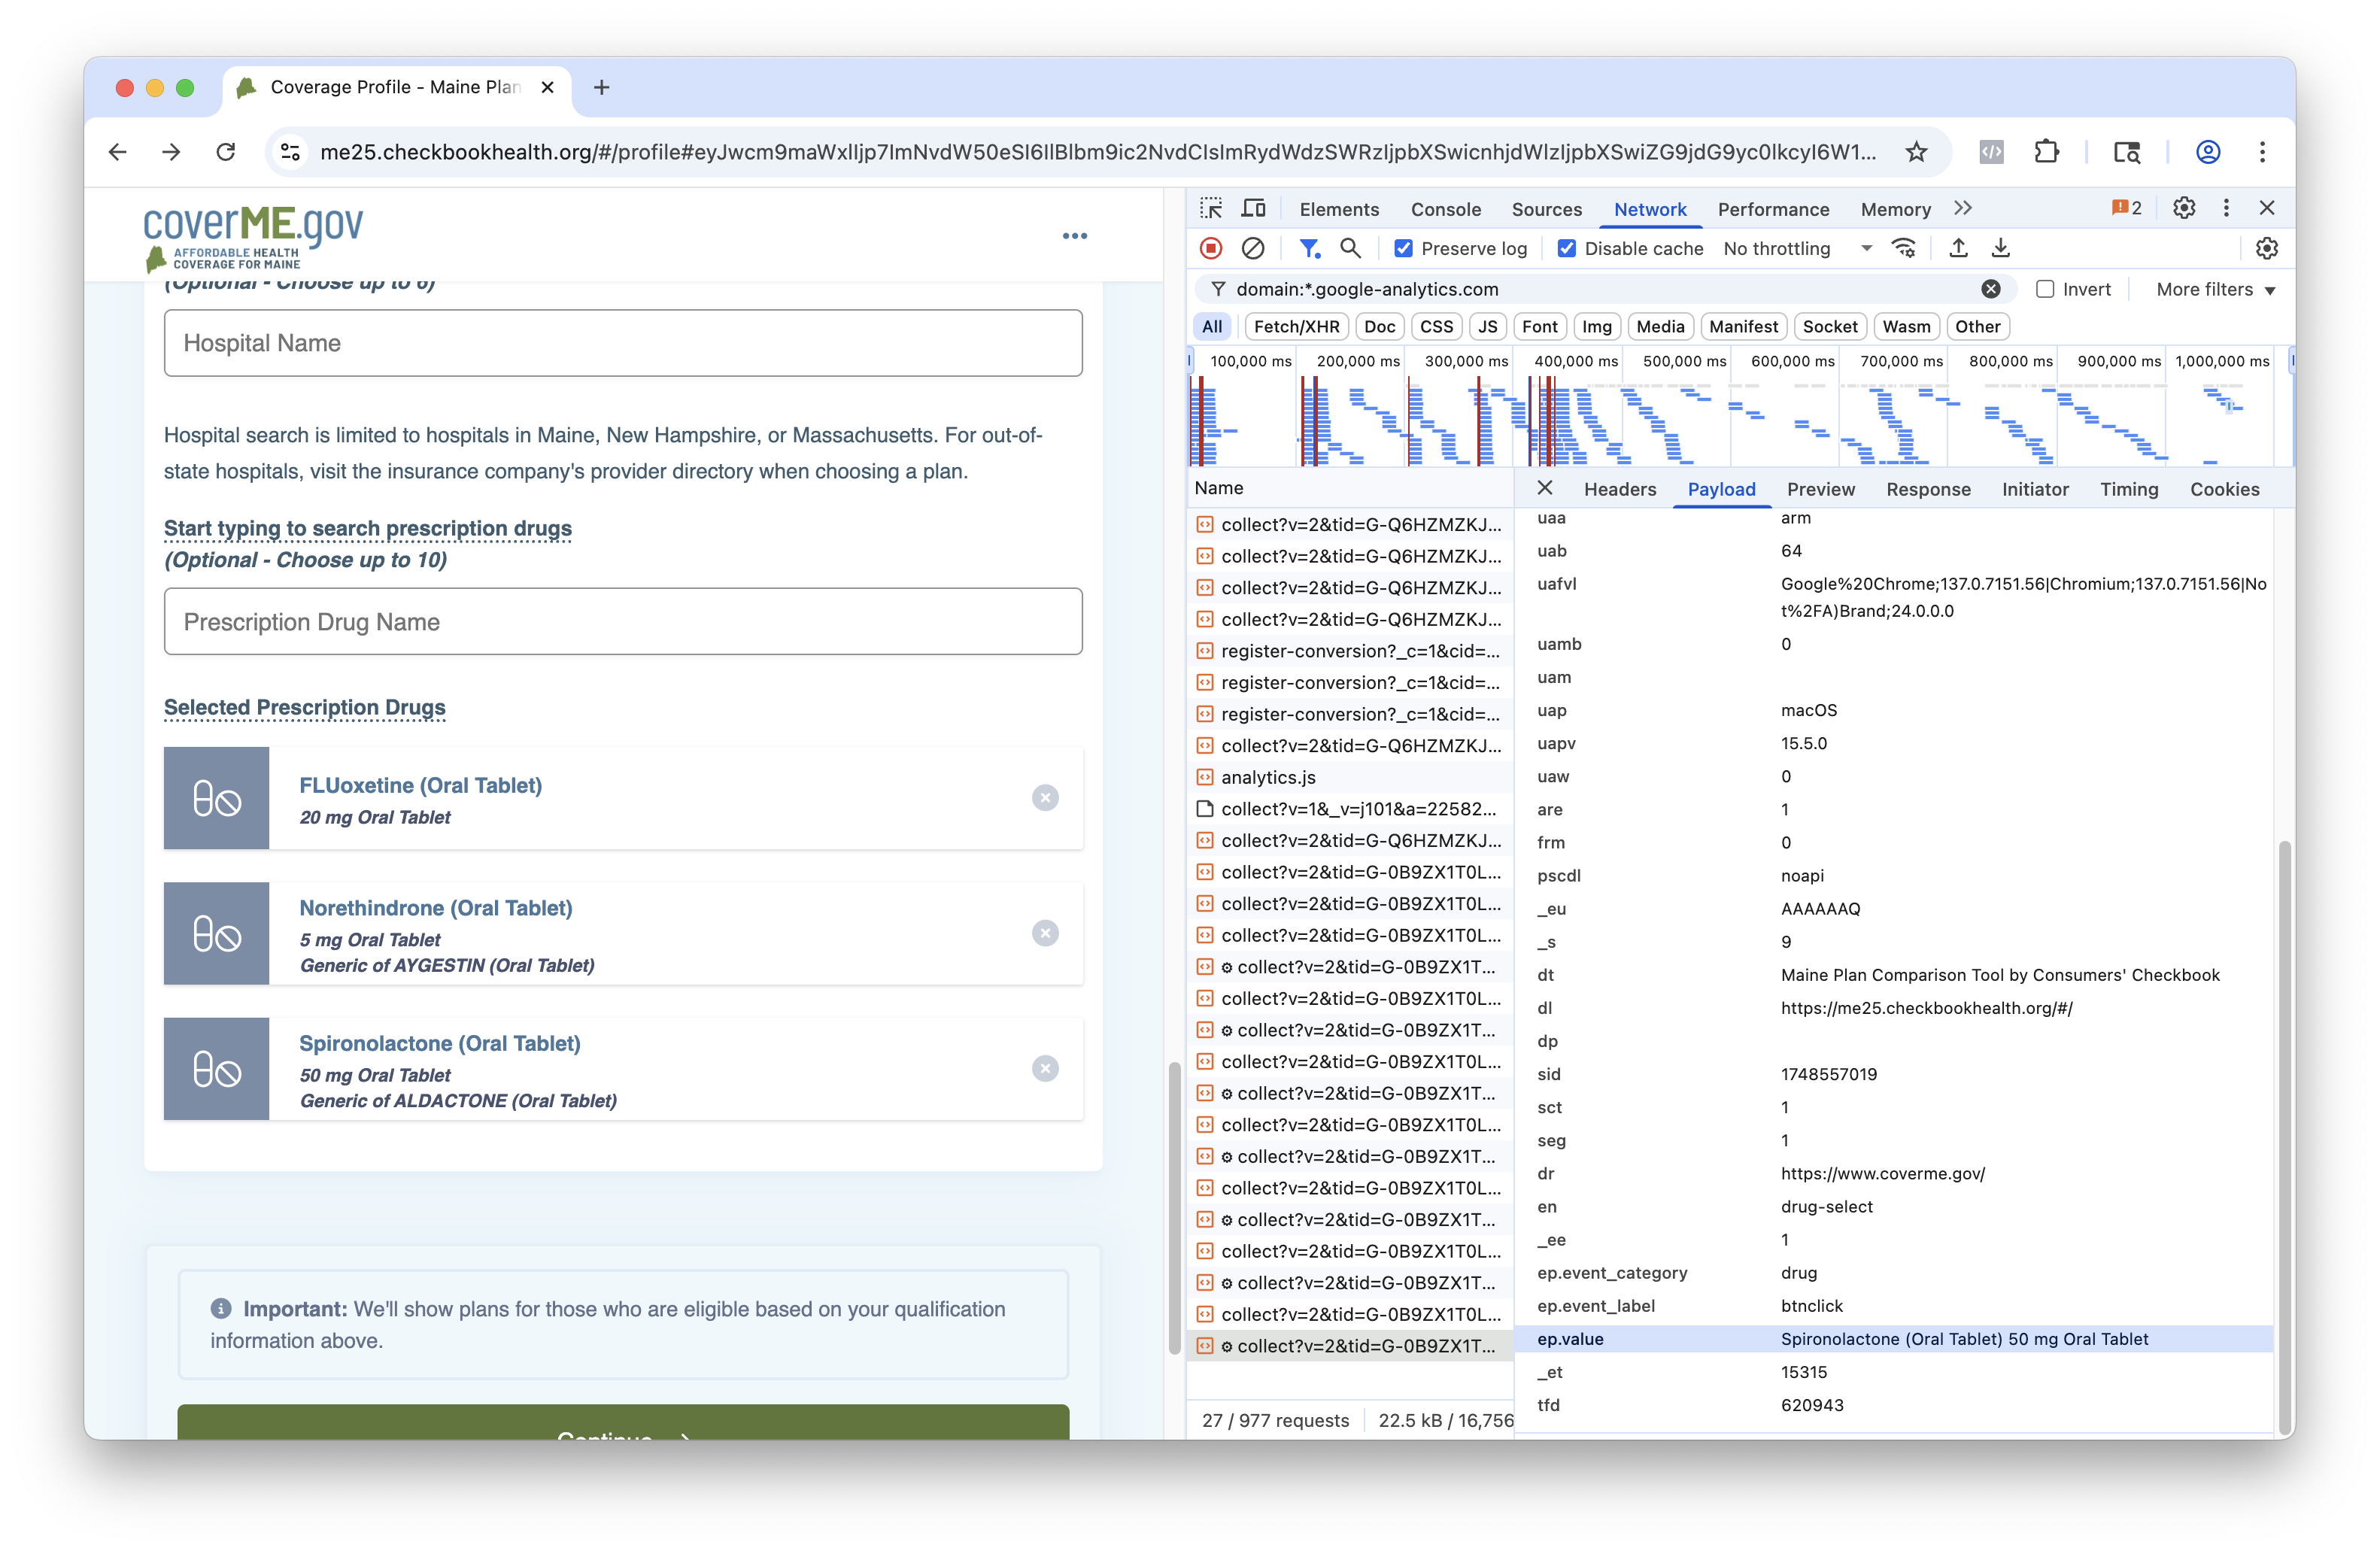 Coverage Profile - Maine Plan
me25.checkbookhealth.org/#/profile#eyJwcm9maWxlIjp7ImNvdW50eSI6IlBlbm9ic2NvdCIsImRydWdzSWRzIjpbXSwicnhjdWlzIjpbXSwiZG9jdG9yc0lkcyI6W1...
coverME.gov
AFFORDABLE HEALTH
COVERAGE FOR MAINE
(Optional - Choose up to 6)
Hospital Name
Hospital search is limited to hospitals in Maine, New Hampshire, or Massachusetts. For out-of-
state hospitals, visit the insurance company's provider directory when choosing a plan.
Start typing to search prescription drugs
(Optional - Choose up to 10)
Prescription Drug Name
Selected Prescription Drugs
FLUoxetine (Oral Tablet)
20 mg Oral Tablet
Norethindrone (Oral Tablet)
5 mg Oral Tablet
Generic of AYGESTIN (Oral Tablet)
Spironolactone (Oral Tablet)
50 mg Oral Tablet
Generic of ALDACTONE (Oral Tablet)
Important: We'll show plans for those who are eligible based on your qualification
information above.
Continue
Elements Console Sources Network Performance Memory 2
Preserve log Disable cache No throttling
domain:*.google-analytics.com Invert More filters
All Fetch/XHR Doc CSS JS Font Img Media Manifest Socket Wasm Other
100,000 ms 200,000 ms 300,000 ms 400,000 ms 500,000 ms 600,000 ms 700,000 ms 800,000 ms 900,000 ms 1,000,000 ms
Name
collect?v=2&tid=G-Q6HZMZKJ...
collect?v=2&tid=G-Q6HZMZKJ...
collect?v=2&tid=G-Q6HZMZKJ...
collect?v=2&tid=G-Q6HZMZKJ...
register-conversion?_c=1&cid=...
register-conversion?_c=1&cid=...
register-conversion?_c=1&cid=...
collect?v=2&tid=G-Q6HZMZKJ...
analytics.js
collect?v=1&_v=j101&a=22582...
collect?v=2&tid=G-Q6HZMZKJ...
collect?v=2&tid=G-0B9ZX1T0L...
collect?v=2&tid=G-0B9ZX1T0L...
collect?v=2&tid=G-0B9ZX1T0L...
collect?v=2&tid=G-0B9ZX1T...
collect?v=2&tid=G-0B9ZX1T0L...
collect?v=2&tid=G-0B9ZX1T...
collect?v=2&tid=G-0B9ZX1T0L...
collect?v=2&tid=G-0B9ZX1T...
collect?v=2&tid=G-0B9ZX1T0L...
collect?v=2&tid=G-0B9ZX1T...
collect?v=2&tid=G-0B9ZX1T0L...
collect?v=2&tid=G-0B9ZX1T...
collect?v=2&tid=G-0B9ZX1T0L...
collect?v=2&tid=G-0B9ZX1T...
collect?v=2&tid=G-0B9ZX1T0L...
collect?v=2&tid=G-0B9ZX1T...
27 / 977 requests 22.5 kB / 16,756
Headers Payload Preview Response Initiator Timing Cookies
uaa arm
uab 64
uafvl Google%20Chrome;137.0.7151.56|Chromium;137.0.7151.56|No
t%2FA)Brand;24.0.0.0
uamb 0
uam
uap macOS
uapv 15.5.0
uaw 0
are 1
frm 0
pscdl noapi
_eu AAAAAAQ
_s 9
dt Maine Plan Comparison Tool by Consumers' Checkbook
dl https://me25.checkbookhealth.org/#/
dp
sid 1748557019
sct 1
seg 1
dr https://www.coverme.gov/
en drug-select
_ee 1
ep.event_category drug
ep.event_label btnclick
ep.value Spironolactone (Oral Tablet) 50 mg Oral Tablet
_et 15315
tfd 620943